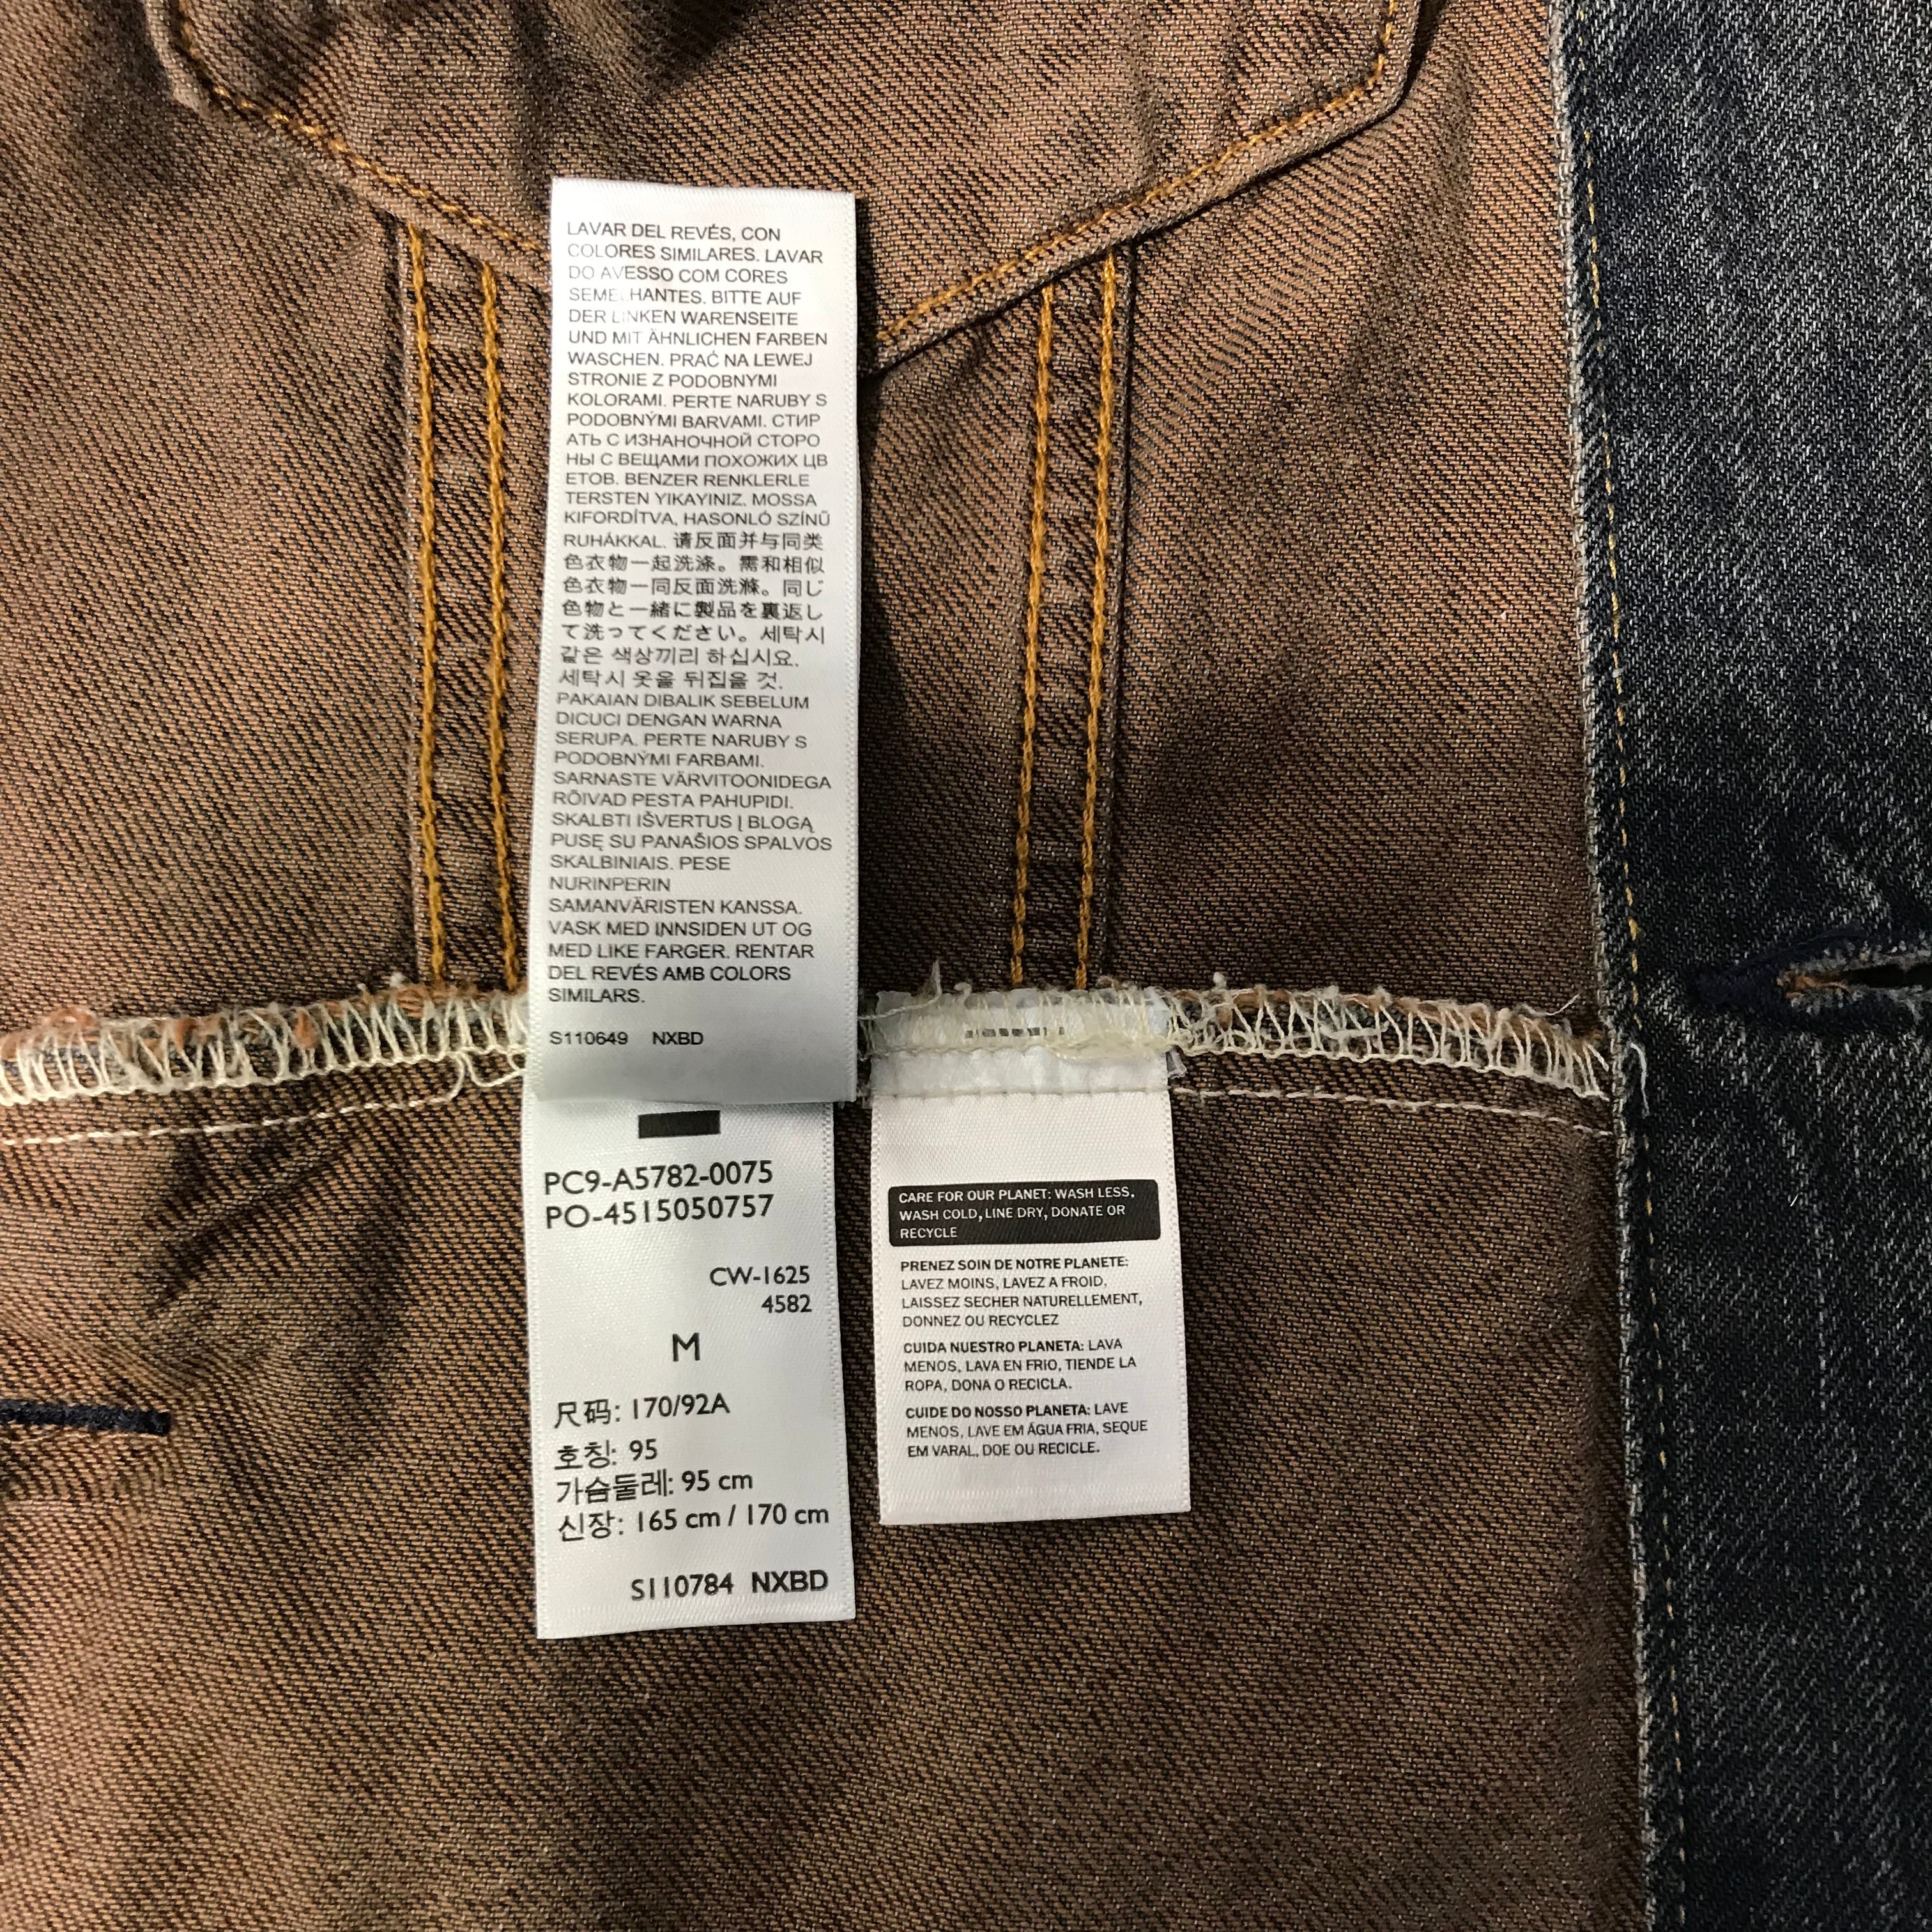 LAVAR DEL REVÉS, CON
COLORES SIMILARES. LAVAR
DO AVESSO COM CORES
SEMELHANTES. BITTE AUF
DER LINKEN WARENSEITE
UND MIT ÄHNLICHEN FARBEN
WASCHEN. PRAĆ NA LEWEJ
STRONIE Z PODOBNYMI
KOLORAMI. PERTE NARUBY S
PODOBNÝMI BARVAMI. СТИР
АТЬ С ИЗНАНОЧНОЙ СТОРО
НЫ С ВЕЩАМИ ПОХОЖИХ ЦВ
ЕТОВ. BENZER RENKLERLE
TERSTEN YIKAYINIZ. MOSSA
KIFORDÍTVA, HASONLÓ SZÍNŰ
RUHÁKKAL. 请反面并与同类
色衣物一起洗涤。需和相似
色衣物一同反面洗滌。同じ
色物と一緒に製品を裏返し
て洗ってください。세탁시
같은 색상끼리 하십시요.
세탁시 옷을 뒤집을 것.
PAKAIAN DIBALIK SEBELUM
DICUCI DENGAN WARNA
SERUPA. PERTE NARUBY S
PODOBNÝMI FARBAMI.
SARNASTE VÄRVITOONIDEGA
RÕIVAD PESTA PAHUPIDI.
SKALBTI IŠVERTUS Į BLOGĄ
PUSĘ SU PANAŠIOS SPALVOS
SKALBINIAIS. PESE
NURINPERIN
SAMANVÄRISTEN KANSSA.
VASK MED INNSIDEN UT OG
MED LIKE FARGER. RENTAR
DEL REVÉS AMB COLORS
SIMILARS.
S110649 NXBD
PC9-A5782-0075
PO-4515050757
CW-1625
4582
M
尺码: 170/92A
호칭: 95
가슴둘레: 95 cm
신장: 165 cm / 170 cm
S110784 NXBD
CARE FOR OUR PLANET: WASH LESS,
WASH COLD, LINE DRY, DONATE OR
RECYCLE
PRENEZ SOIN DE NOTRE PLANETE:
LAVEZ MOINS, LAVEZ A FROID,
LAISSEZ SECHER NATURELLEMENT,
DONNEZ OU RECYCLEZ
CUIDA NUESTRO PLANETA: LAVA
MENOS, LAVA EN FRIO, TIENDE LA
ROPA, DONA O RECICLA.
CUIDE DO NOSSO PLANETA: LAVE
MENOS, LAVE EM ÁGUA FRIA, SEQUE
EM VARAL, DOE OU RECICLE.